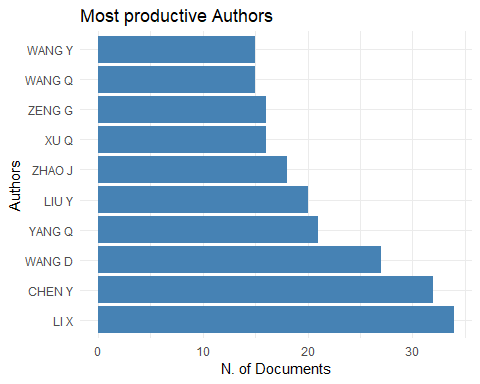 Most productive Authors
WANG Y
WANG Q
ZENG G
XU Q
ZHAO J
LIU Y
YANG Q
WANG D
CHEN Y
LI X
Authors
0 10 20 30
N. of Documents